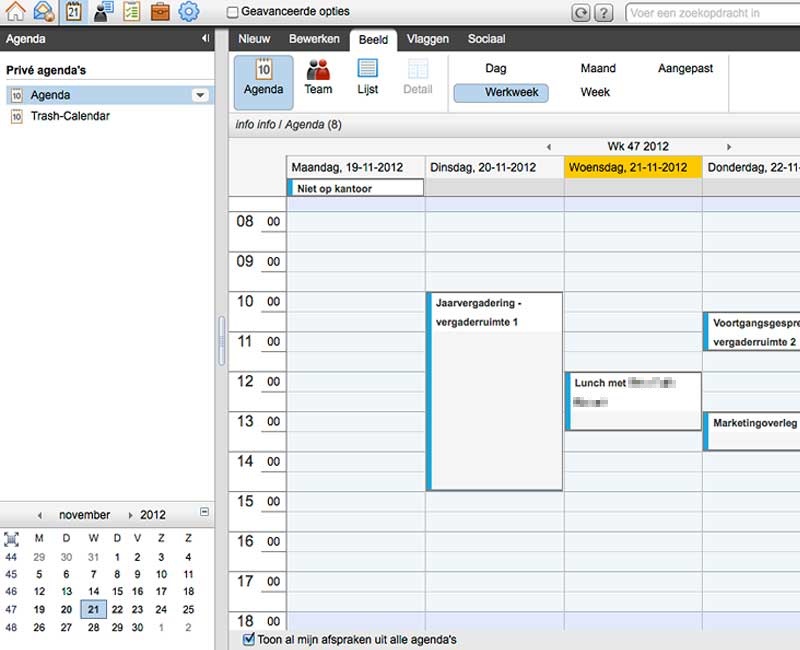 21
Geavanceerde opties
?
Voer een zoekopdracht in
Agenda
Nieuw Bewerken Beeld Vlaggen Sociaal
Privé agenda's
10 Agenda
10 Trash-Calendar
10
Agenda Team Lijst Detail
Dag Maand Aangepast
Werkweek Week
info info / Agenda (8)
Wk 47 2012
Maandag, 19-11-2012 Dinsdag, 20-11-2012 Woensdag, 21-11-2012 Donderdag, 22-11-
Niet op kantoor
08 00
09 00
10 00
Jaarvergadering -
vergaderruimte 1
11 00
Voortgangsgespre
vergaderruimte 2
12 00
Lunch met
13 00
Marketingoverleg
14 00
15 00
16 00
17 00
18 00
november 2012
M D W D V Z Z
44 29 30 31 1 2 3 4
45 5 6 7 8 9 10 11
46 12 13 14 15 16 17 18
47 19 20 21 22 23 24 25
48 26 27 28 29 30 1 2
Toon al mijn afspraken uit alle agenda's